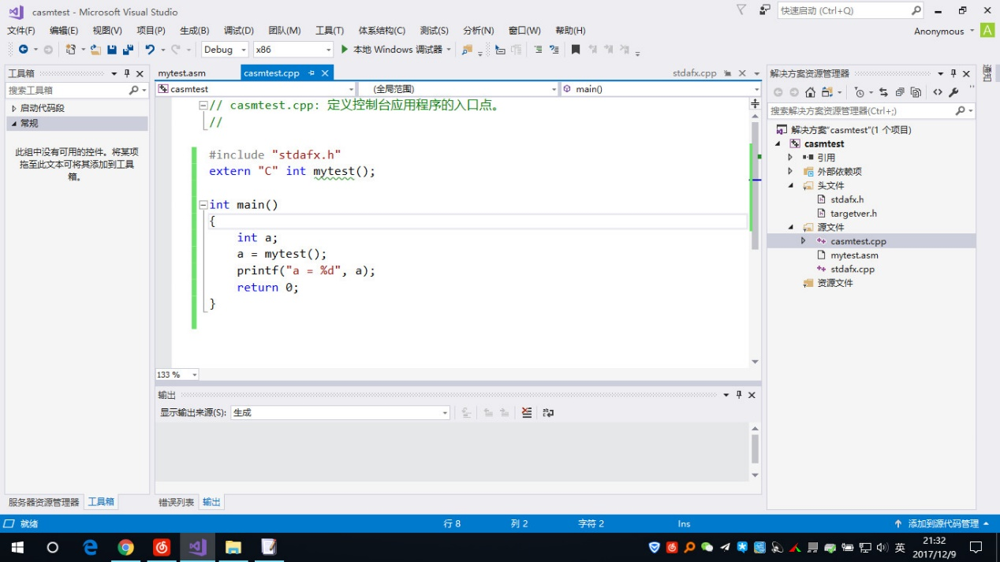 casmtest - Microsoft Visual Studio
快速启动 (Ctrl+Q)
文件(F) 编辑(E) 视图(V) 项目(P) 生成(B) 调试(D) 团队(M) 工具(T) 体系结构(C) 测试(S) 分析(N) 窗口(W) 帮助(H)
Anonymous A
Debug x86 本地 Windows 调试器
工具箱
搜索工具箱
启动代码段
常规
此组中没有可用的控件。将某项
拖至此文本可将其添加到工具
箱。
服务器资源管理器 工具箱
mytest.asm casmtest.cpp stdafx.cpp
casmtest (全局范围) main()
// casmtest.cpp: 定义控制台应用程序的入口点。
//
#include "stdafx.h"
extern "C" int mytest();
int main()
{
int a;
a = mytest();
printf("a = %d", a);
return 0;
}
133 %
输出
显示输出来源(S): 生成
错误列表 输出
解决方案资源管理器
搜索解决方案资源管理器(Ctrl+;)
解决方案"casmtest"(1 个项目)
casmtest
引用
外部依赖项
头文件
stdafx.h
targetver.h
源文件
casmtest.cpp
mytest.asm
stdafx.cpp
资源文件
通知
就绪 行 8 列 2 字符 2 Ins 添加到源代码管理
英
21:32
2017/12/9